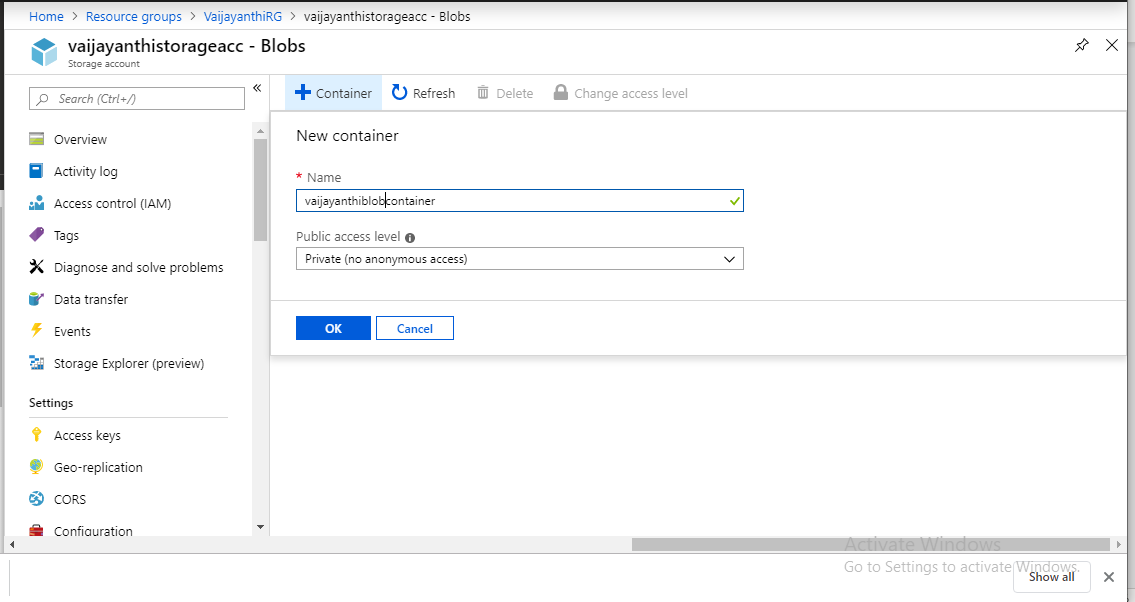 Home > Resource groups > VaijayanthiRG > vaijayanthistorageacc - Blobs
vaijayanthistorageacc - Blobs
Storage account
Search (Ctrl+/)
«
Overview
Activity log
Access control (IAM)
Tags
Diagnose and solve problems
Data transfer
Events
Storage Explorer (preview)
Settings
Access keys
Geo-replication
CORS
Configuration
+ Container
Refresh
Delete
Change access level
New container
* Name
vaijayanthiblobcontainer
Public access level
Private (no anonymous access)
OK
Cancel
Activate Windows
Go to Settings to activate Windows.
Show all